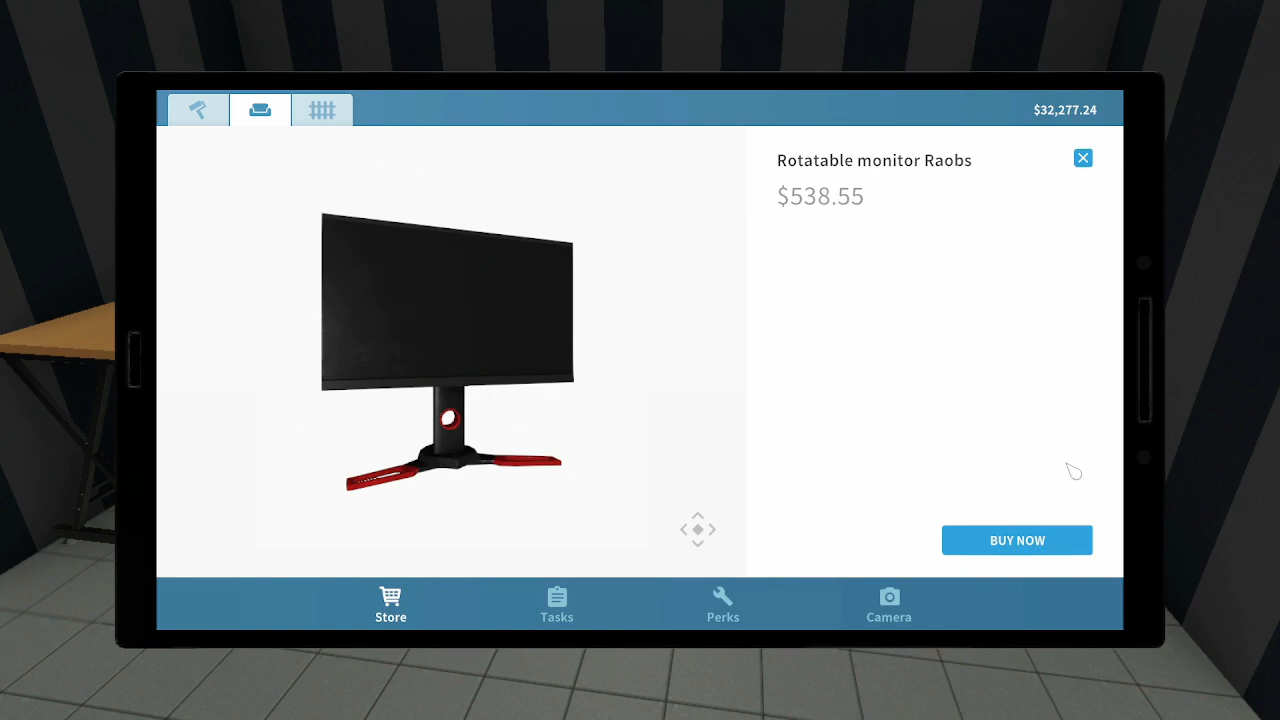 $32,277.24
Rotatable monitor Raobs
$538.55
BUY NOW
Store
Tasks
Perks
Camera